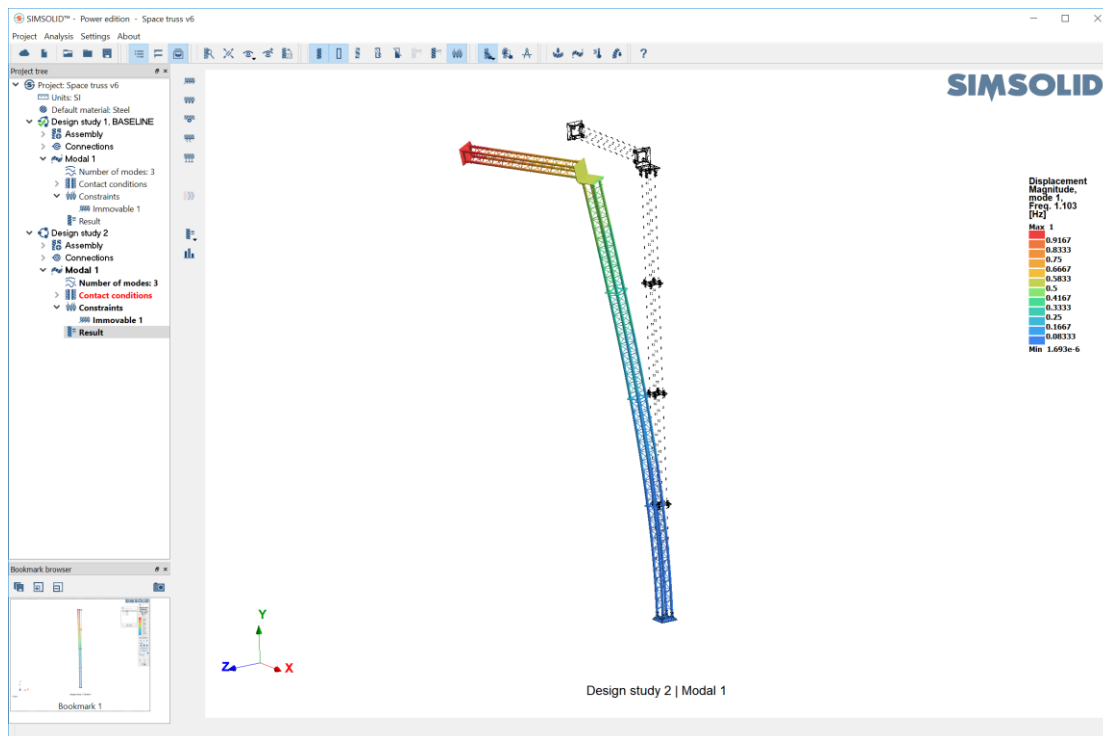 SIMSOLID™ - Power edition - Space truss v6
Project Analysis Settings About
Project tree
Project: Space truss v6
Units: SI
Default material: Steel
Design study 1, BASELINE
Assembly
Connections
Modal 1
Number of modes: 3
Contact conditions
Constraints
Immovable 1
Result
Design study 2
Assembly
Connections
Modal 1
Number of modes: 3
Contact conditions
Constraints
Immovable 1
Result
Bookmark browser
Bookmark 1
SIMSOLID
Displacement
Magnitude,
mode 1,
Freq. 1.103
[Hz]
Max 1
0.9167
0.8333
0.75
0.6667
0.5833
0.5
0.4167
0.3333
0.25
0.1667
0.08333
Min 1.693e-6
Y
Z
X
Design study 2 | Modal 1